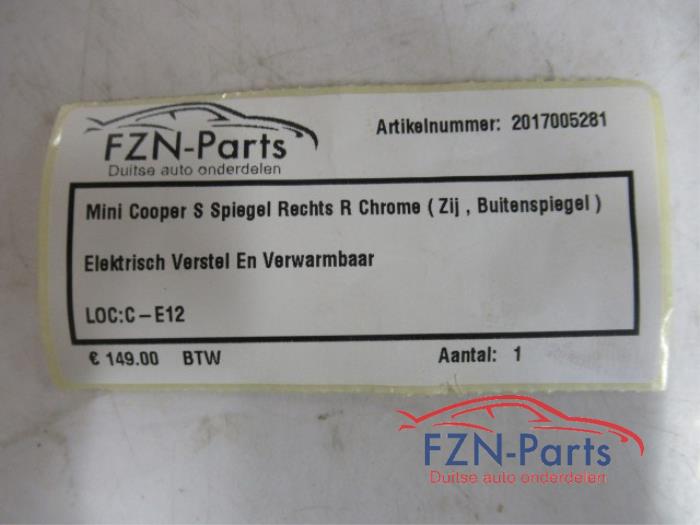 FZN-Parts
Duitse auto onderdelen
Artikelnummer: 2017005281
Mini Cooper S Spiegel Rechts R Chrome ( Zij , Buitenspiegel )
Elektrisch Verstel En Verwarmbaar
LOC:C-E12
€ 149.00 BTW
Aantal: 1
FZN-Parts
Duitse auto onderdelen